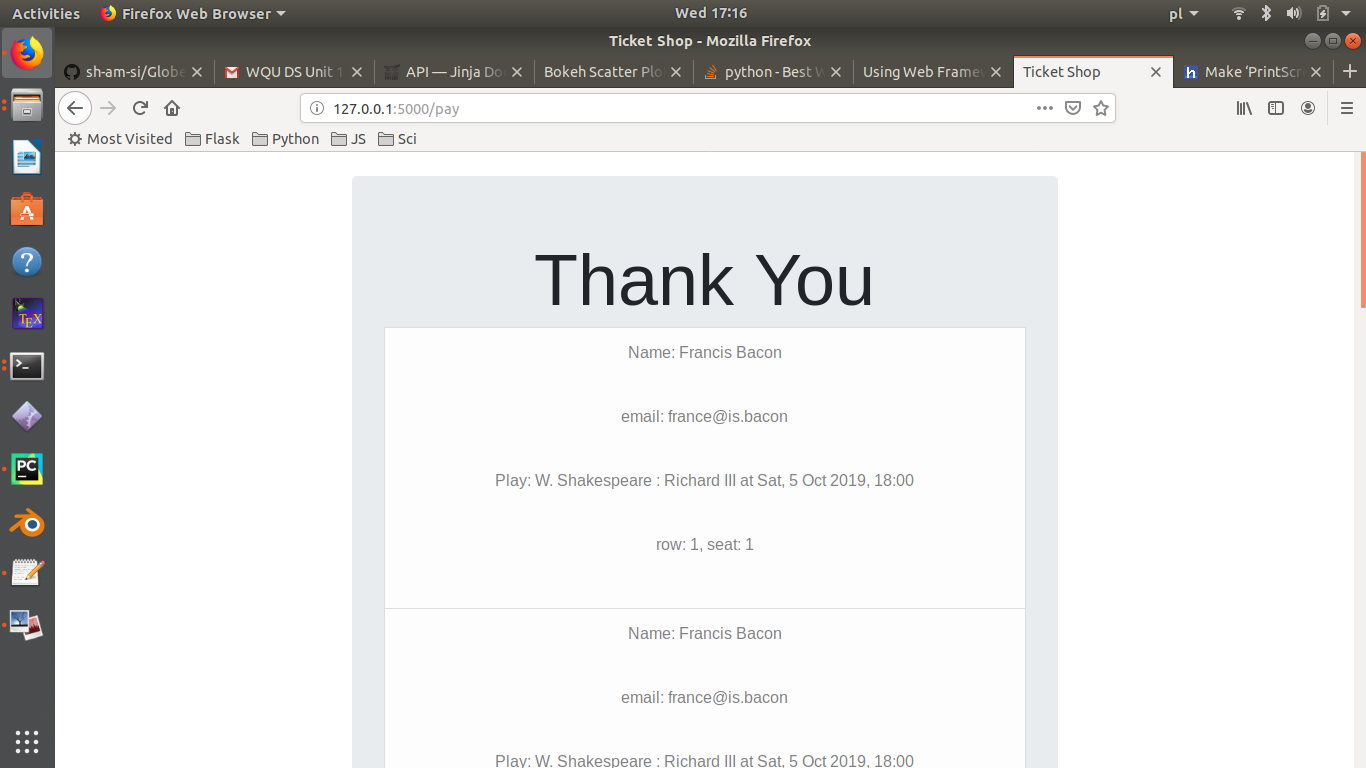 Activities Firefox Web Browser Wed 17:16 pl
Ticket Shop - Mozilla Firefox
sh-am-si/Globe WQU DS Unit 1 API — Jinja Do Bokeh Scatter Plo python - Best W Using Web Frame Ticket Shop Make ‘PrintScr
127.0.0.1:5000/pay
Most Visited Flask Python JS Sci
Thank You
Name: Francis Bacon
email: france@is.bacon
Play: W. Shakespeare : Richard III at Sat, 5 Oct 2019, 18:00
row: 1, seat: 1
Name: Francis Bacon
email: france@is.bacon
Play: W. Shakespeare : Richard III at Sat, 5 Oct 2019, 18:00